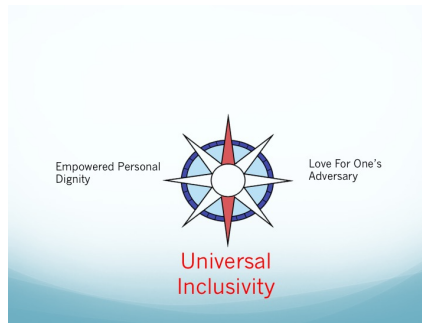 Empowered Personal
Dignity
Love For One's
Adversary
Universal
Inclusivity